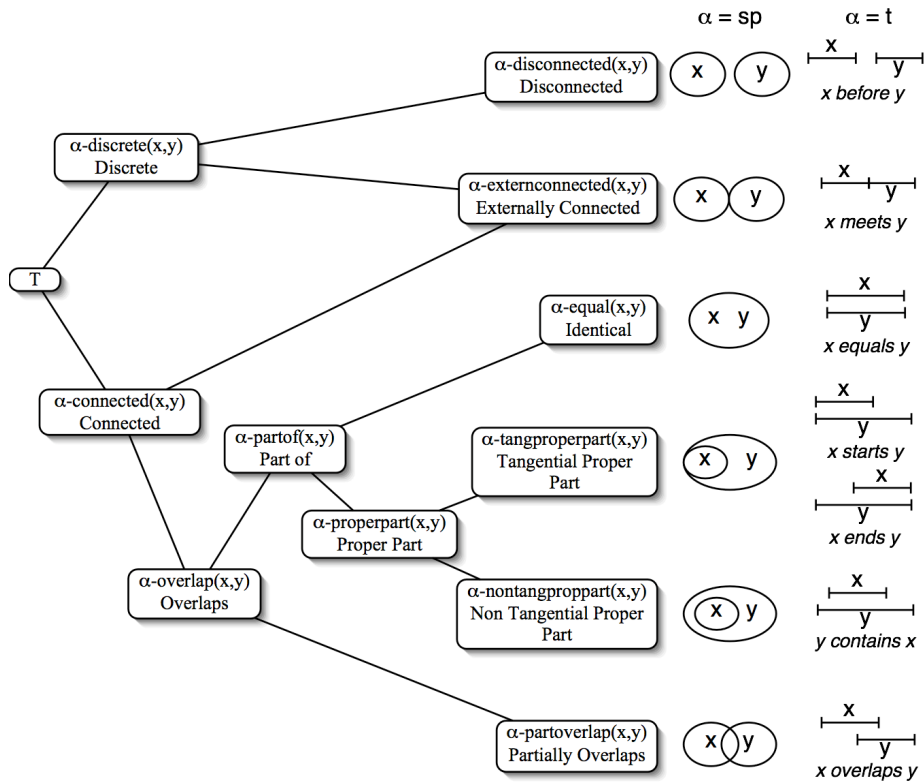 α = sp
α = t
α-disconnected(x,y)
Disconnected
x
y
x
y
x before y
α-discrete(x,y)
Discrete
α-externconnected(x,y)
Externally Connected
x
y
x
y
x meets y
T
α-equal(x,y)
Identical
x y
x
y
x equals y
α-connected(x,y)
Connected
α-partof(x,y)
Part of
α-tangproperpart(x,y)
Tangential Proper
Part
x
y
x
y
x starts y
x
y
x ends y
α-properpart(x,y)
Proper Part
α-overlap(x,y)
Overlaps
α-nontangproppart(x,y)
Non Tangential Proper
Part
x
y
x
y
y contains x
α-partoverlap(x,y)
Partially Overlaps
x
y
x
y
x overlaps y